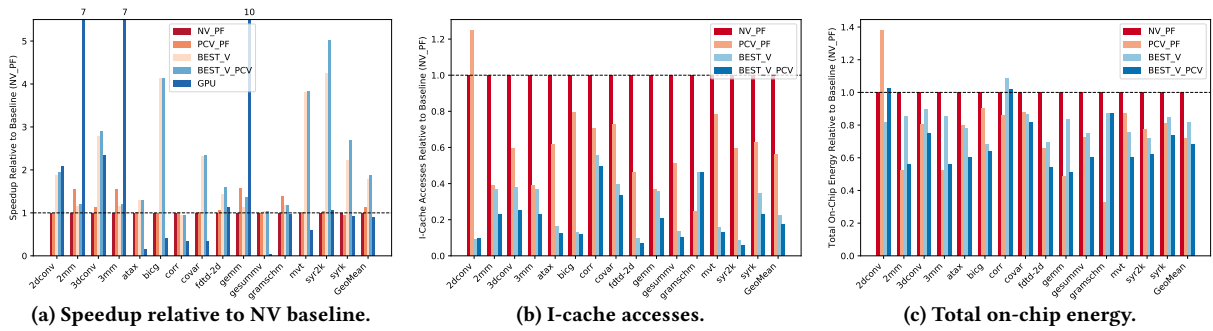 7 7 10
5
4
3
2
1
0
Speedup Relative to Baseline (NV_PF)
NV_PF
PCV_PF
BEST_V
BEST_V_PCV
GPU
2dconv
2mm
3dconv
3mm
atax
bicg
corr
covar
fdtd-2d
gemm
gesummv
gramschm
mvt
syr2k
syrk
GeoMean
(a) Speedup relative to NV baseline.
1.2
1.0
0.8
0.6
0.4
0.2
0.0
I-Cache Accesses Relative to Baseline (NV_PF)
NV_PF
PCV_PF
BEST_V
BEST_V_PCV
2dconv
2mm
3dconv
3mm
atax
bicg
corr
covar
fdtd-2d
gemm
gesummv
gramschm
mvt
syr2k
syrk
GeoMean
(b) I-cache accesses.
1.4
1.2
1.0
0.8
0.6
0.4
0.2
0.0
Total On-Chip Energy Relative to Baseline (NV_PF)
NV_PF
PCV_PF
BEST_V
BEST_V_PCV
2dconv
2mm
3dconv
3mm
atax
bicg
corr
covar
fdtd-2d
gemm
gesummv
gramschm
mvt
syr2k
syrk
GeoMean
(c) Total on-chip energy.